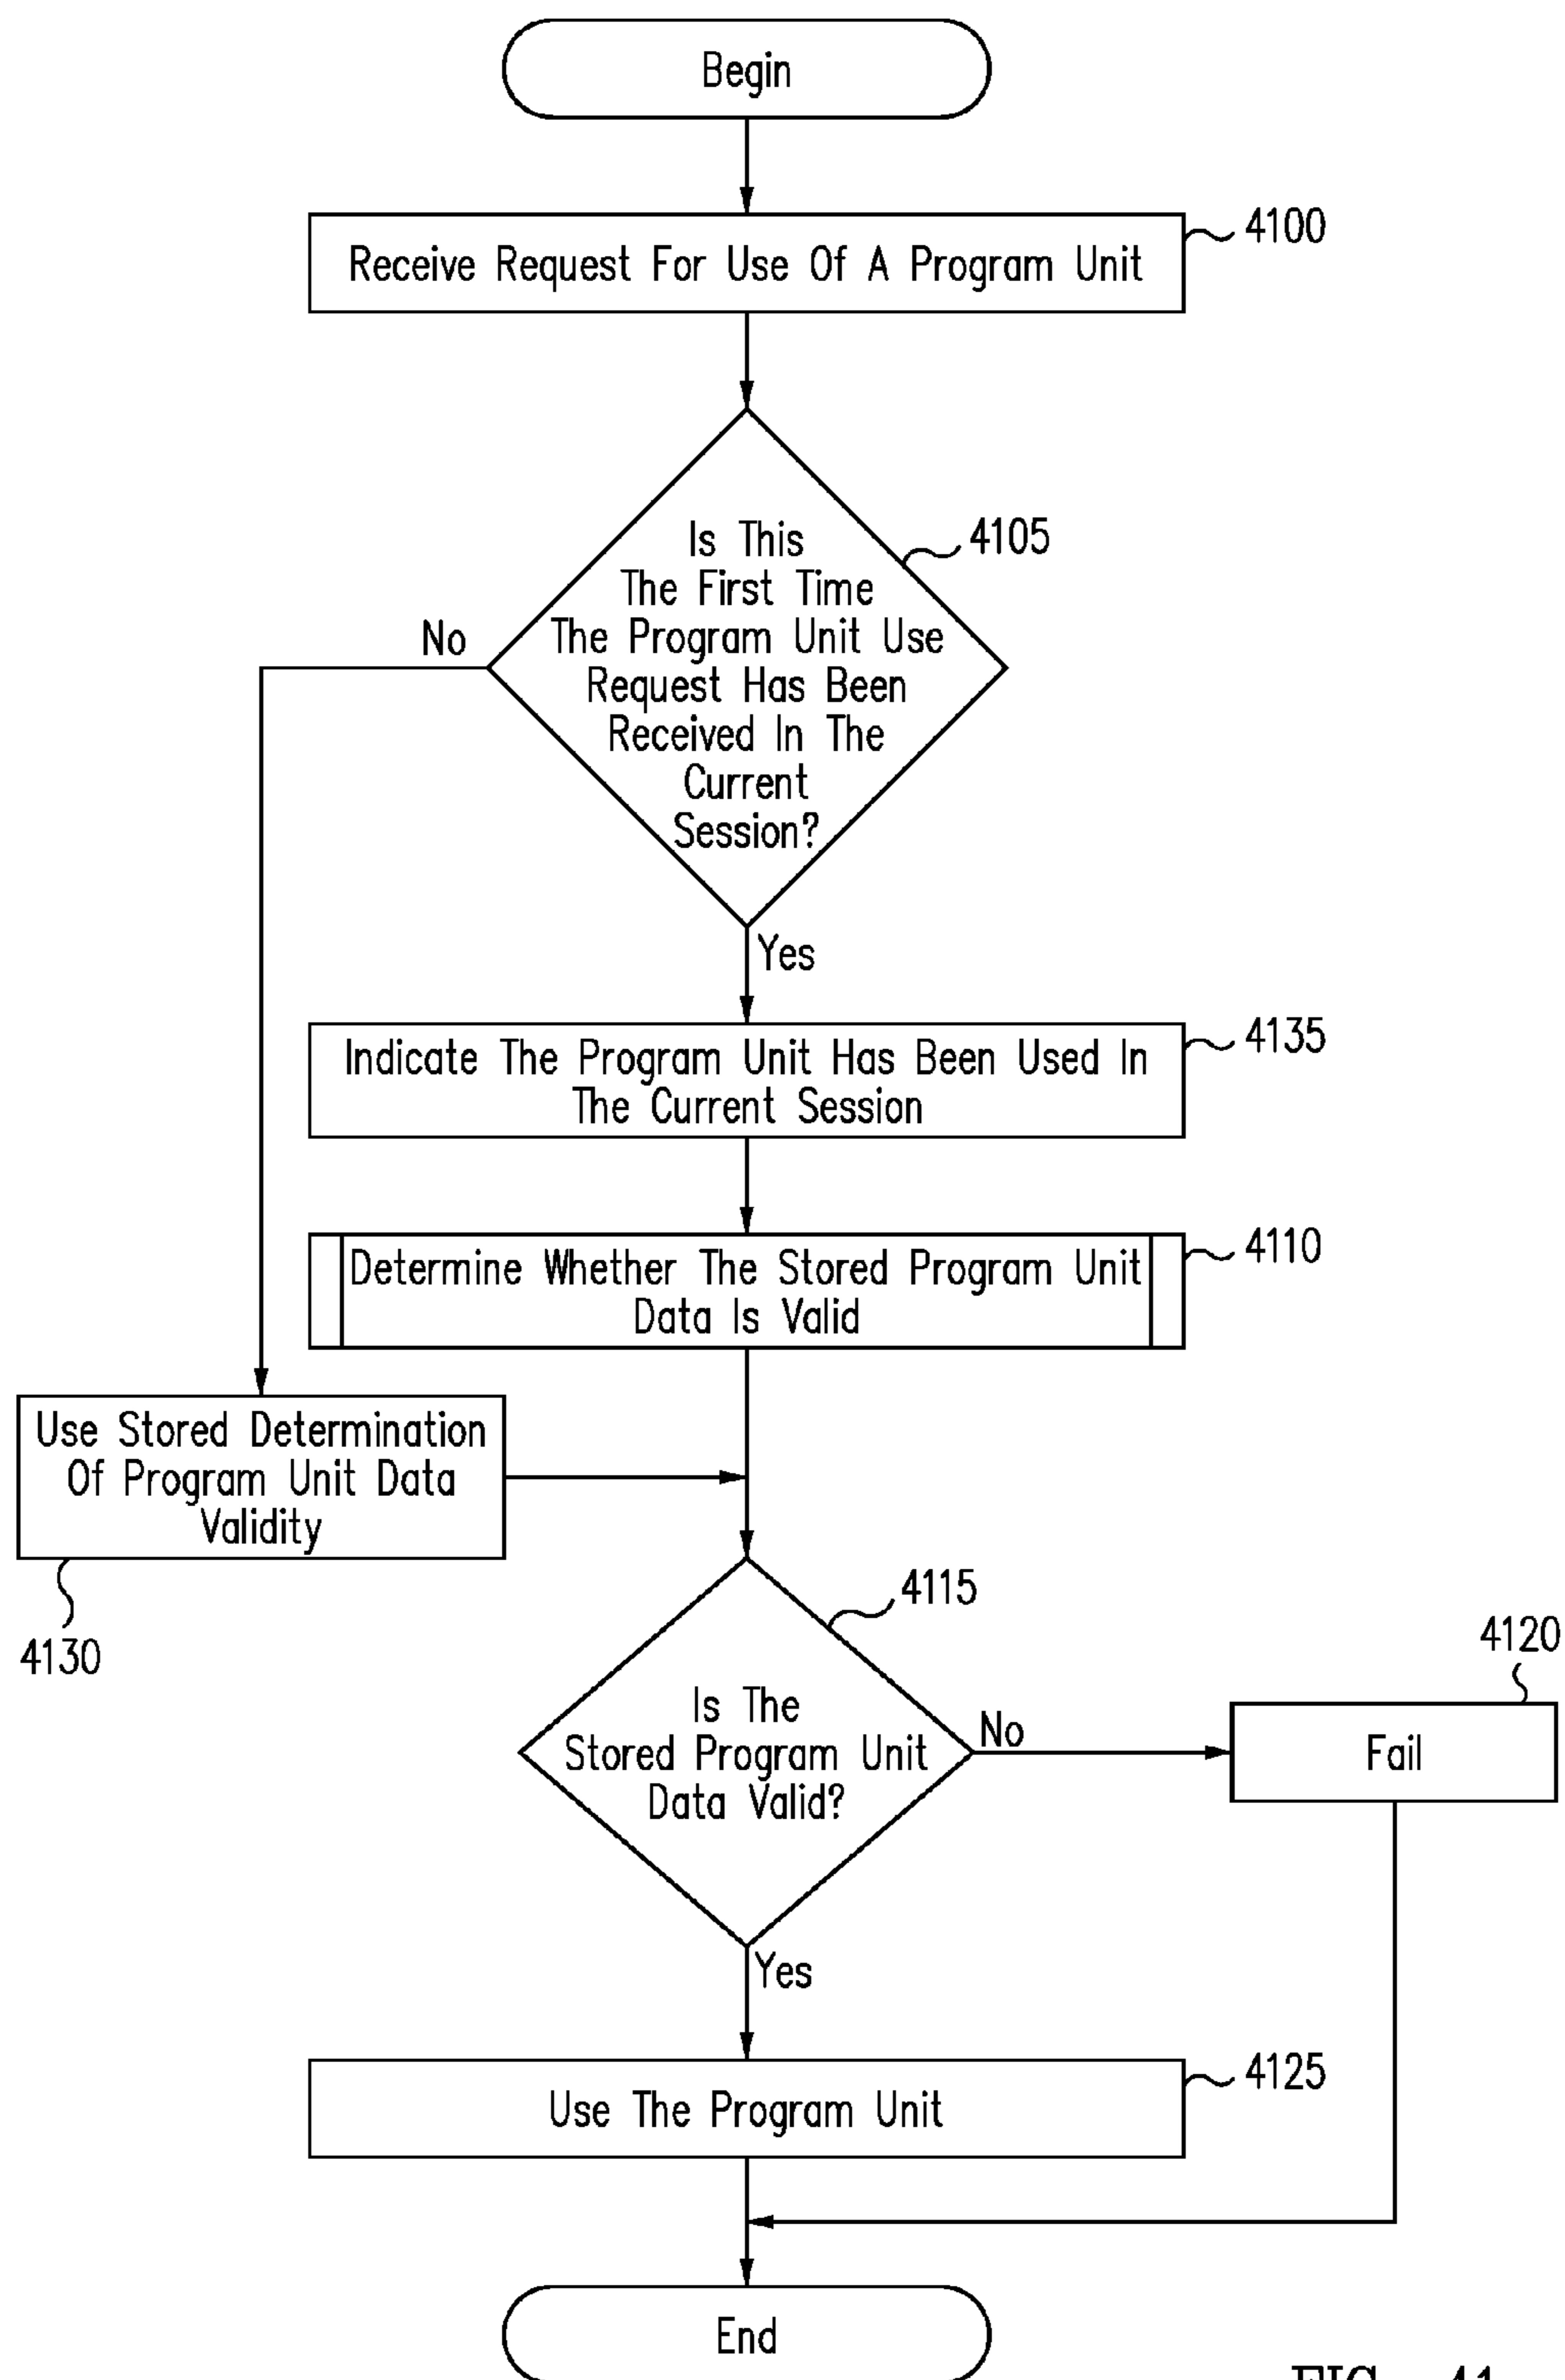 Begin
Receive Request For Use Of A Program Unit
4100
Is This
The First Time
The Program Unit Use
Request Has Been
Received In The
Current
Session?
4105
No
Yes
Indicate The Program Unit Has Been Used In
The Current Session
4135
Determine Whether The Stored Program Unit
Data Is Valid
4110
Use Stored Determination
Of Program Unit Data
Validity
4130
Is The
Stored Program Unit
Data Valid?
4115
No
Fail
4120
Yes
Use The Program Unit
4125
End
FIG. 41